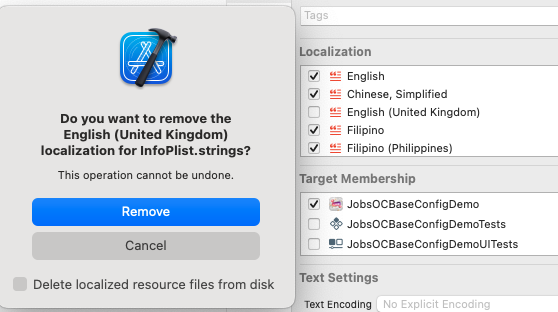 Do you want to remove the
English (United Kingdom)
localization for InfoPlist.strings?
This operation cannot be undone.
Remove
Cancel
Delete localized resource files from disk
Tags
Localization
English
Chinese, Simplified
English (United Kingdom)
Filipino
Filipino (Philippines)
Target Membership
JobsOCBaseConfigDemo
JobsOCBaseConfigDemoTests
JobsOCBaseConfigDemoUITests
Text Settings
Text Encoding No Explicit Encoding